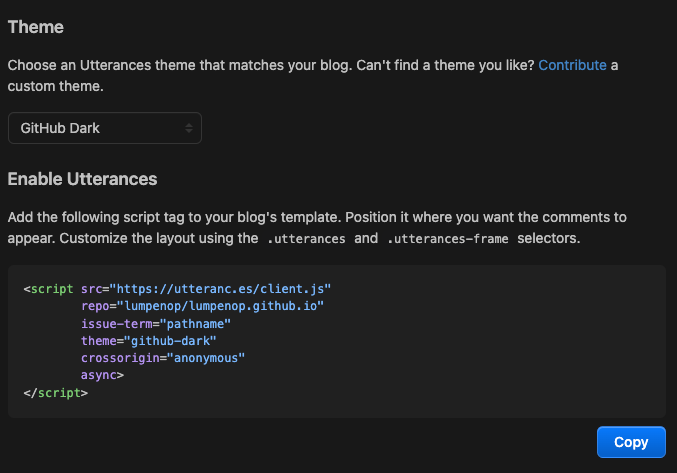 Theme
Choose an Utterances theme that matches your blog. Can't find a theme you like? Contribute a
custom theme.
GitHub Dark
Enable Utterances
Add the following script tag to your blog's template. Position it where you want the comments to
appear. Customize the layout using the .utterances and .utterances-frame selectors.
<script src="https://utteranc.es/client.js"
        repo="lumpenop/lumpenop.github.io"
        issue-term="pathname"
        theme="github-dark"
        crossorigin="anonymous"
        async>
</script>
Copy